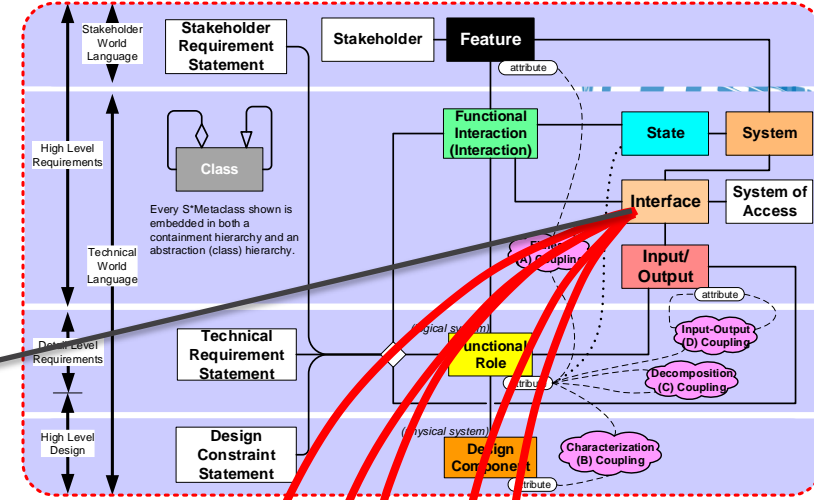 Stakeholder
World
Language
Stakeholder
Requirement
Statement
Stakeholder
Feature
attribute
High Level
Requirements
Class
Every S*Metaclass shown is
embedded in both a
containment hierarchy and an
abstraction (class) hierarchy.
Functional
Interaction
(Interaction)
State
System
Interface
System of
Access
(A) Coupling
Input/
Output
attribute
Technical
World
Language
Level
Requirements
Technical
Requirement
Statement
(logical system)
Functional
Role
attribute
Input-Output
(D) Coupling
Decomposition
(C) Coupling
High Level
Design
Design
Constraint
Statement
(physical system)
Design
Component
attribute
Characterization
(B) Coupling